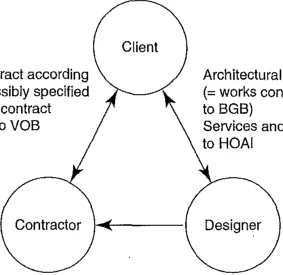 Client
ract according
ssibly specified
contract
o VOB
Architectural
(= works con
to BGB)
Services and
to HOAI
Contractor
Designer